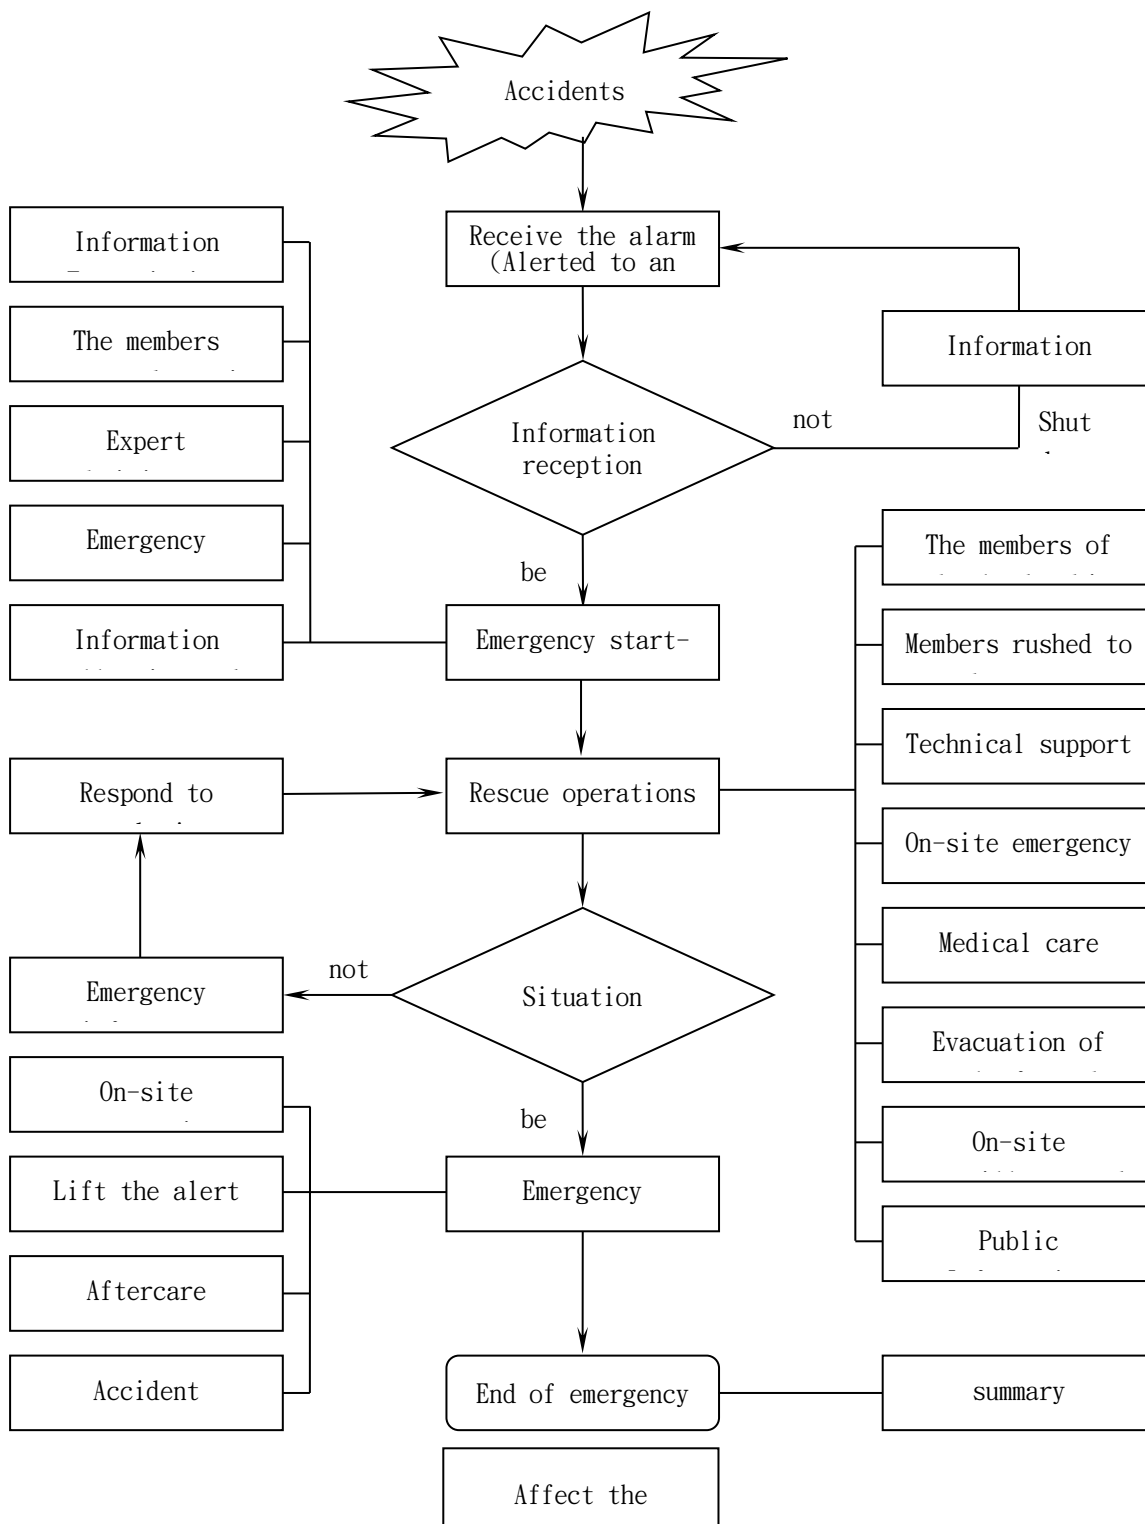 Accidents
Receive the alarm
(Alerted to an
Information
The members
Expert
Emergency
Information
Information
reception
not
Information
Shut
be
Emergency start-
The members of
Members rushed to
Technical support
On-site emergency
Medical care
Evacuation of
On-site
Public
Respond to
Rescue operations
Emergency
not
Situation
be
On-site
Lift the alert
Aftercare
Accident
Emergency
End of emergency
summary
Affect the